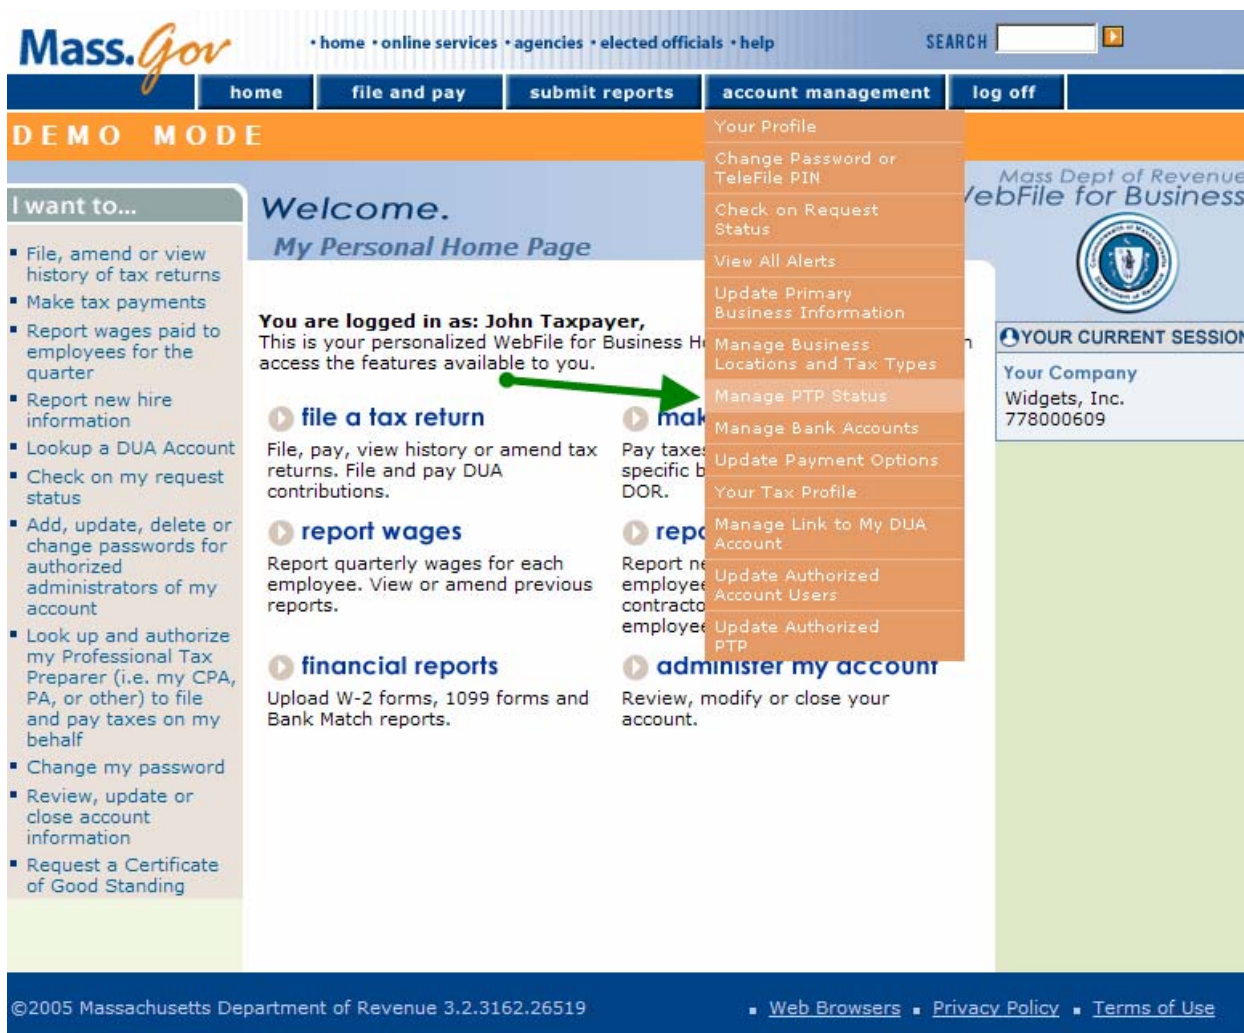 Mass.Gov
• home • online services • agencies • elected officials • help
SEARCH
home
file and pay
submit reports
account management
log off
DEMO MODE
I want to...
▪ File, amend or view
history of tax returns
▪ Make tax payments
▪ Report wages paid to
employees for the
quarter
▪ Report new hire
information
▪ Lookup a DUA Account
▪ Check on my request
status
▪ Add, update, delete or
change passwords for
authorized
administrators of my
account
▪ Look up and authorize
my Professional Tax
Preparer (i.e. my CPA,
PA, or other) to file
and pay taxes on my
behalf
▪ Change my password
▪ Review, update or
close account
information
▪ Request a Certificate
of Good Standing
Welcome.
My Personal Home Page
You are logged in as: John Taxpayer,
This is your personalized WebFile for Business
access the features available to you.
file a tax return
File, pay, view history or amend tax
returns. File and pay DUA
contributions.
report wages
Report quarterly wages for each
employee. View or amend previous
reports.
financial reports
Upload W-2 forms, 1099 forms and
Bank Match reports.
mak
Pay taxes
specific b
DOR.
repo
Report ne
employee
contracto
employee
administer my account
Review, modify or close your
account.
Your Profile
Change Password or
TeleFile PIN
Check on Request
Status
View All Alerts
Update Primary
Business Information
Manage Business
Locations and Tax Types
Manage PTP Status
Manage Bank Accounts
Update Payment Options
Your Tax Profile
Manage Link to My DUA
Account
Update Authorized
Account Users
Update Authorized
PTP
Mass Dept of Revenue
ebFile for Business
YOUR CURRENT SESSION
Your Company
Widgets, Inc.
778000609
©2005 Massachusetts Department of Revenue 3.2.3162.26519
▪ Web Browsers ▪ Privacy Policy ▪ Terms of Use